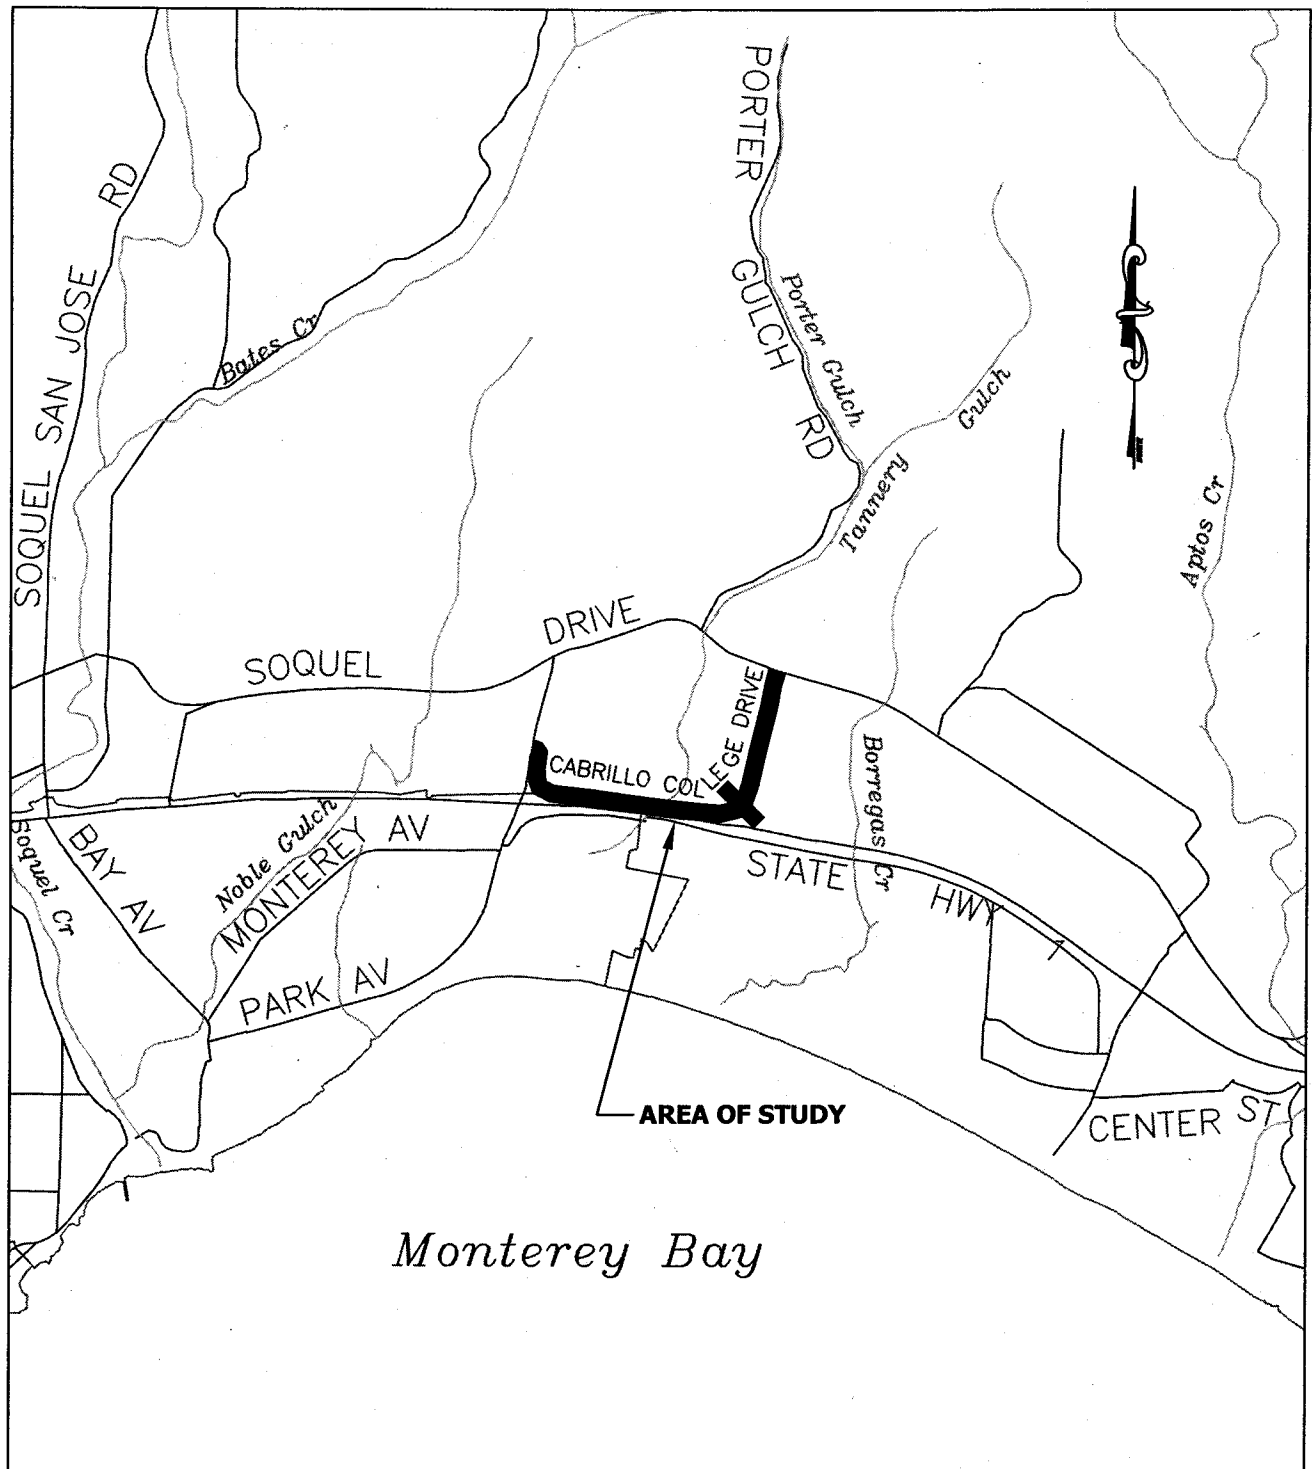 PORTER GULCH RD
SOQUEL SAN JOSE RD
Bates Cr
Porter Gulch
Tannery Gulch
Aptos Cr
SOQUEL DRIVE
CABRILLO COLLEGE DRIVE
Borregas Cr
Soquel Cr
BAY AV
Noble Gulch
MONTEREY AV
STATE HWY 1
PARK AV
AREA OF STUDY
CENTER ST
Monterey Bay